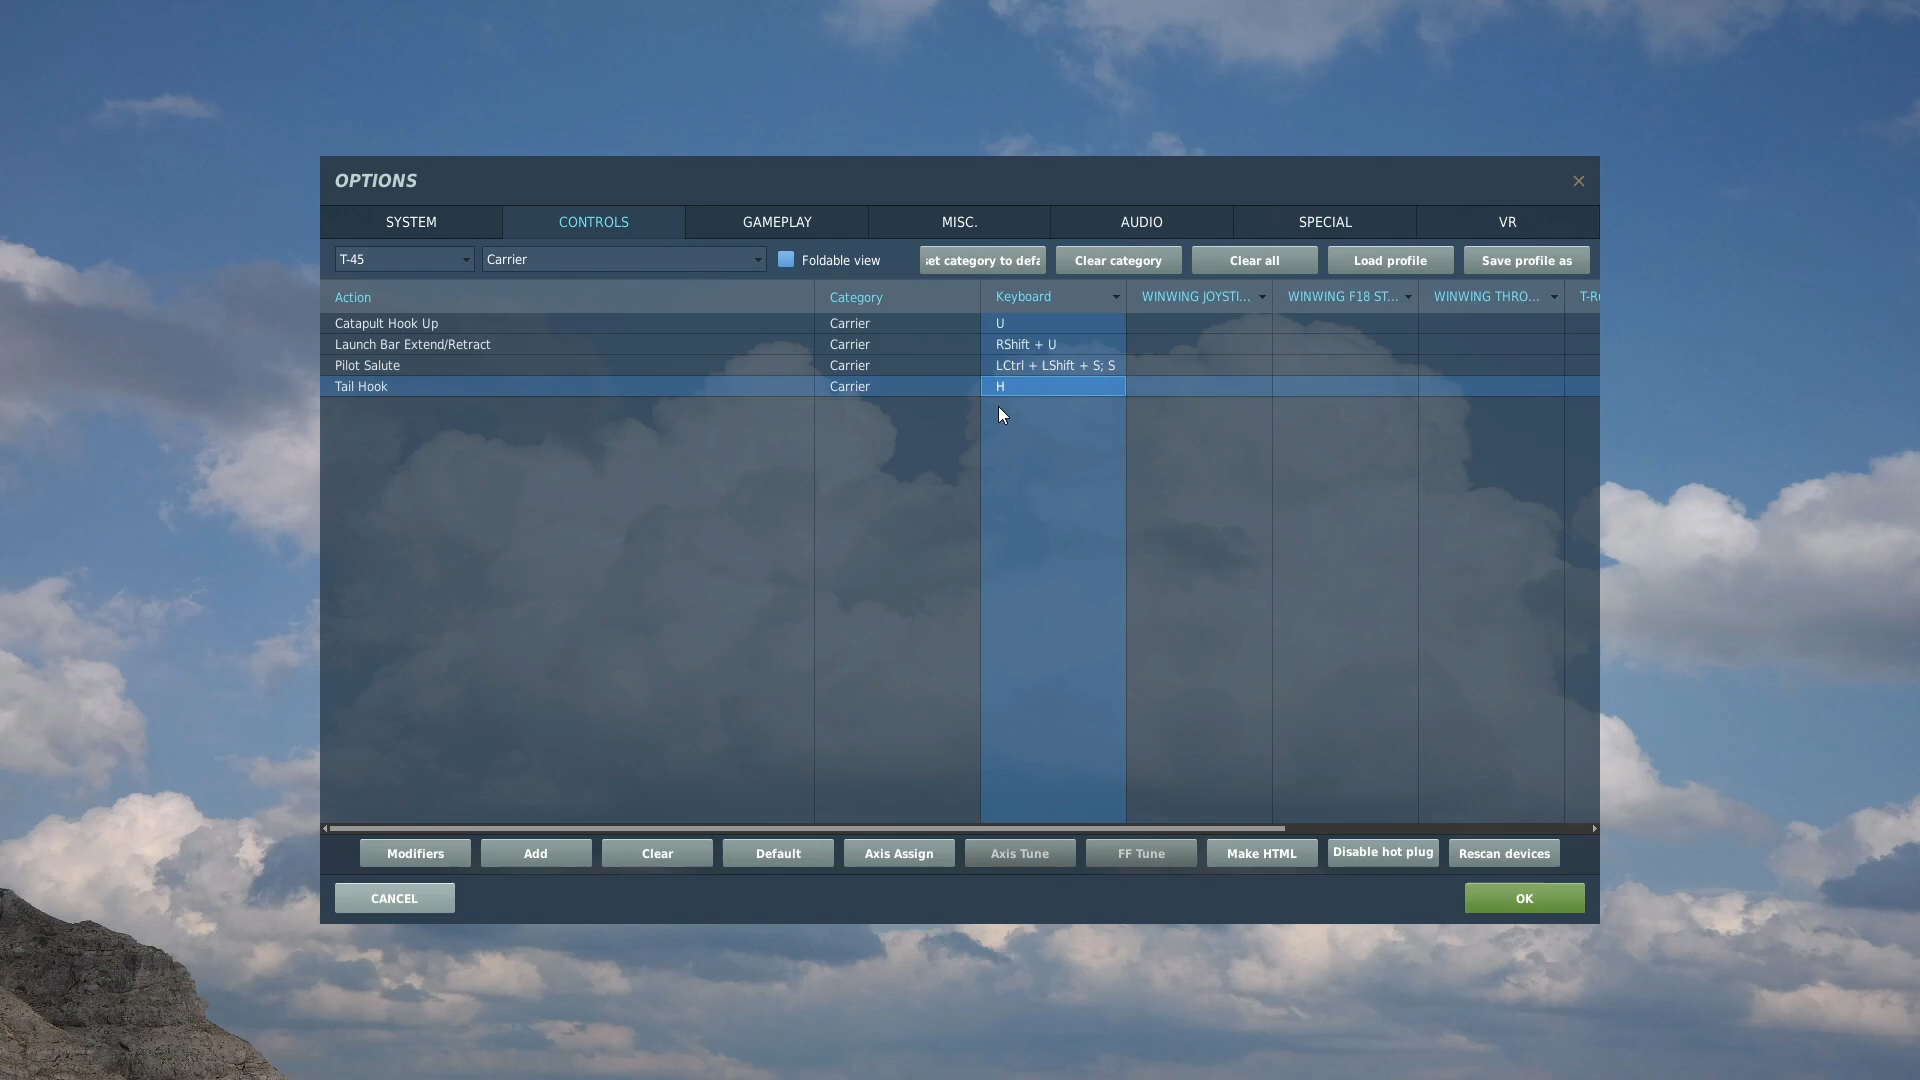 OPTIONS
SYSTEM CONTROLS GAMEPLAY MISC. AUDIO SPECIAL VR
T-45 Carrier Foldable view set category to defa Clear category Clear all Load profile Save profile as
Action Category Keyboard WINWING JOYSTI... WINWING F18 ST... WINWING THRO... T-R
Catapult Hook Up Carrier U
Launch Bar Extend/Retract Carrier RShift + U
Pilot Salute Carrier LCtrl + LShift + S; S
Tail Hook Carrier H
Modifiers Add Clear Default Axis Assign Axis Tune FF Tune Make HTML Disable hot plug Rescan devices
CANCEL OK